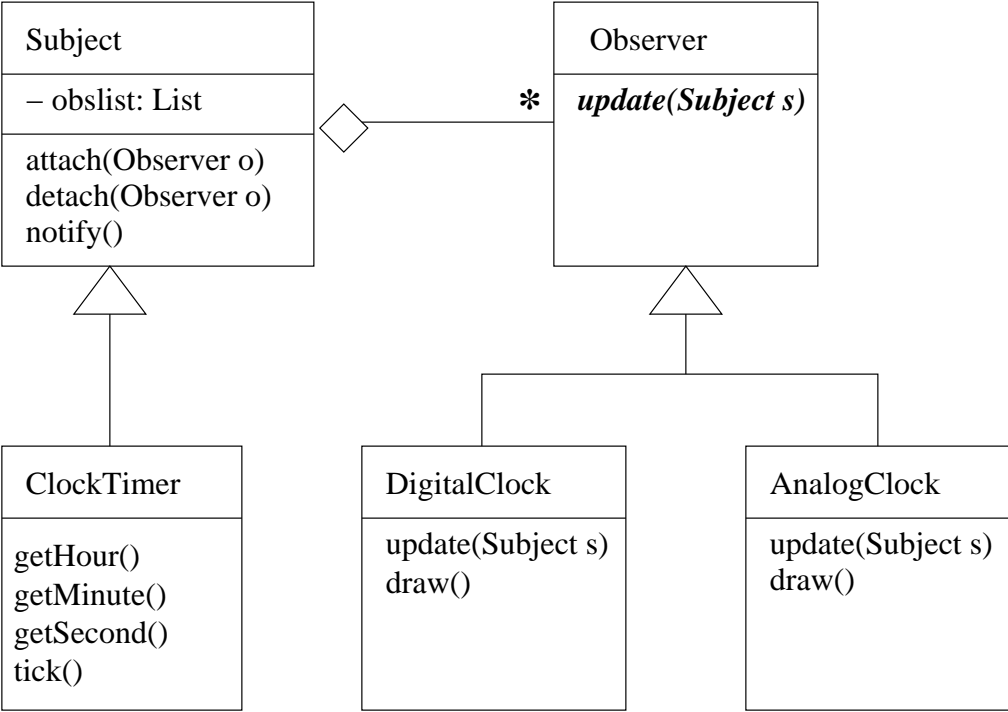 Subject
– obslist: List
attach(Observer o)
detach(Observer o)
notify()
*
Observer
update(Subject s)
ClockTimer
getHour()
getMinute()
getSecond()
tick()
DigitalClock
update(Subject s)
draw()
AnalogClock
update(Subject s)
draw()